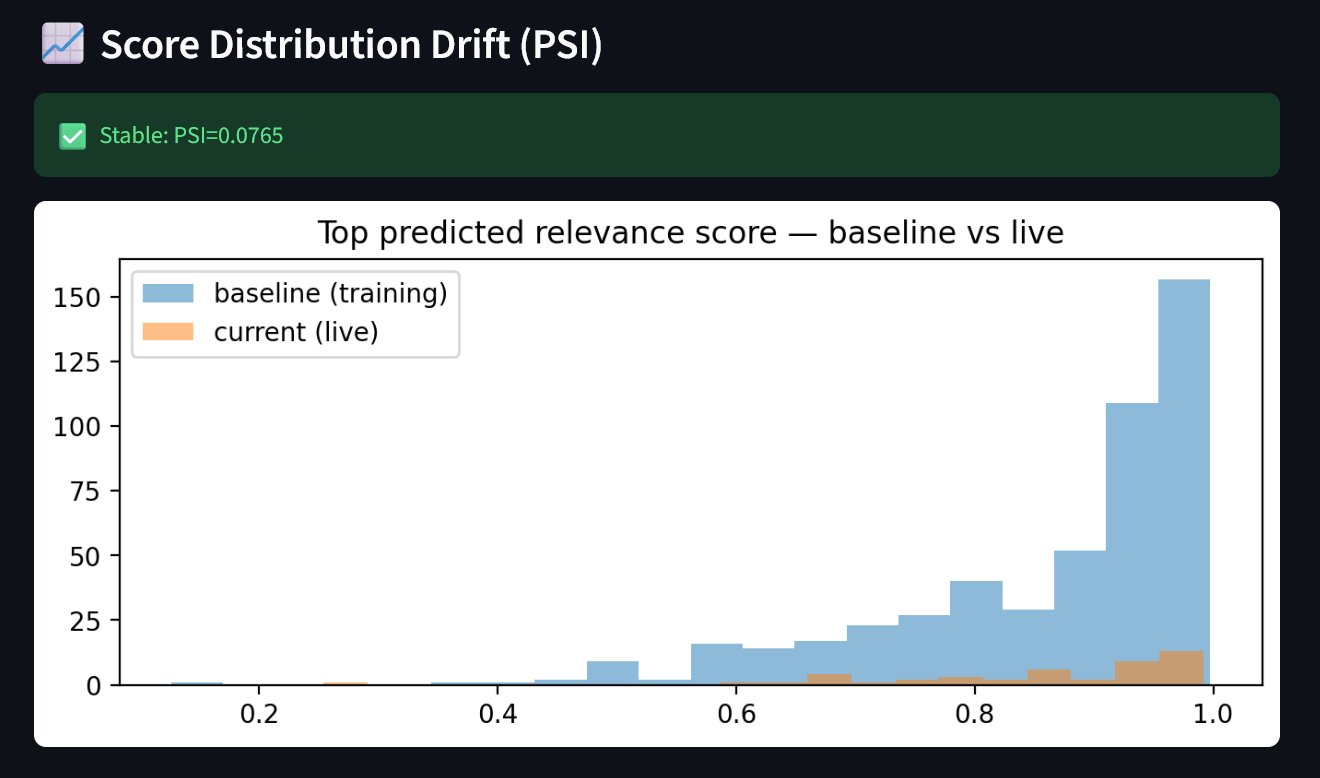 📈 Score Distribution Drift (PSI)
✅ Stable: PSI=0.0765
Top predicted relevance score — baseline vs live
baseline (training)
current (live)
150
125
100
75
50
25
0
0.2 0.4 0.6 0.8 1.0